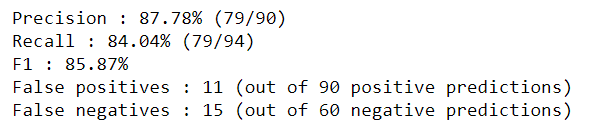 Precision : 87.78% (79/90)
Recall : 84.04% (79/94)
F1 : 85.87%
False positives : 11 (out of 90 positive predictions)
False negatives : 15 (out of 60 negative predictions)